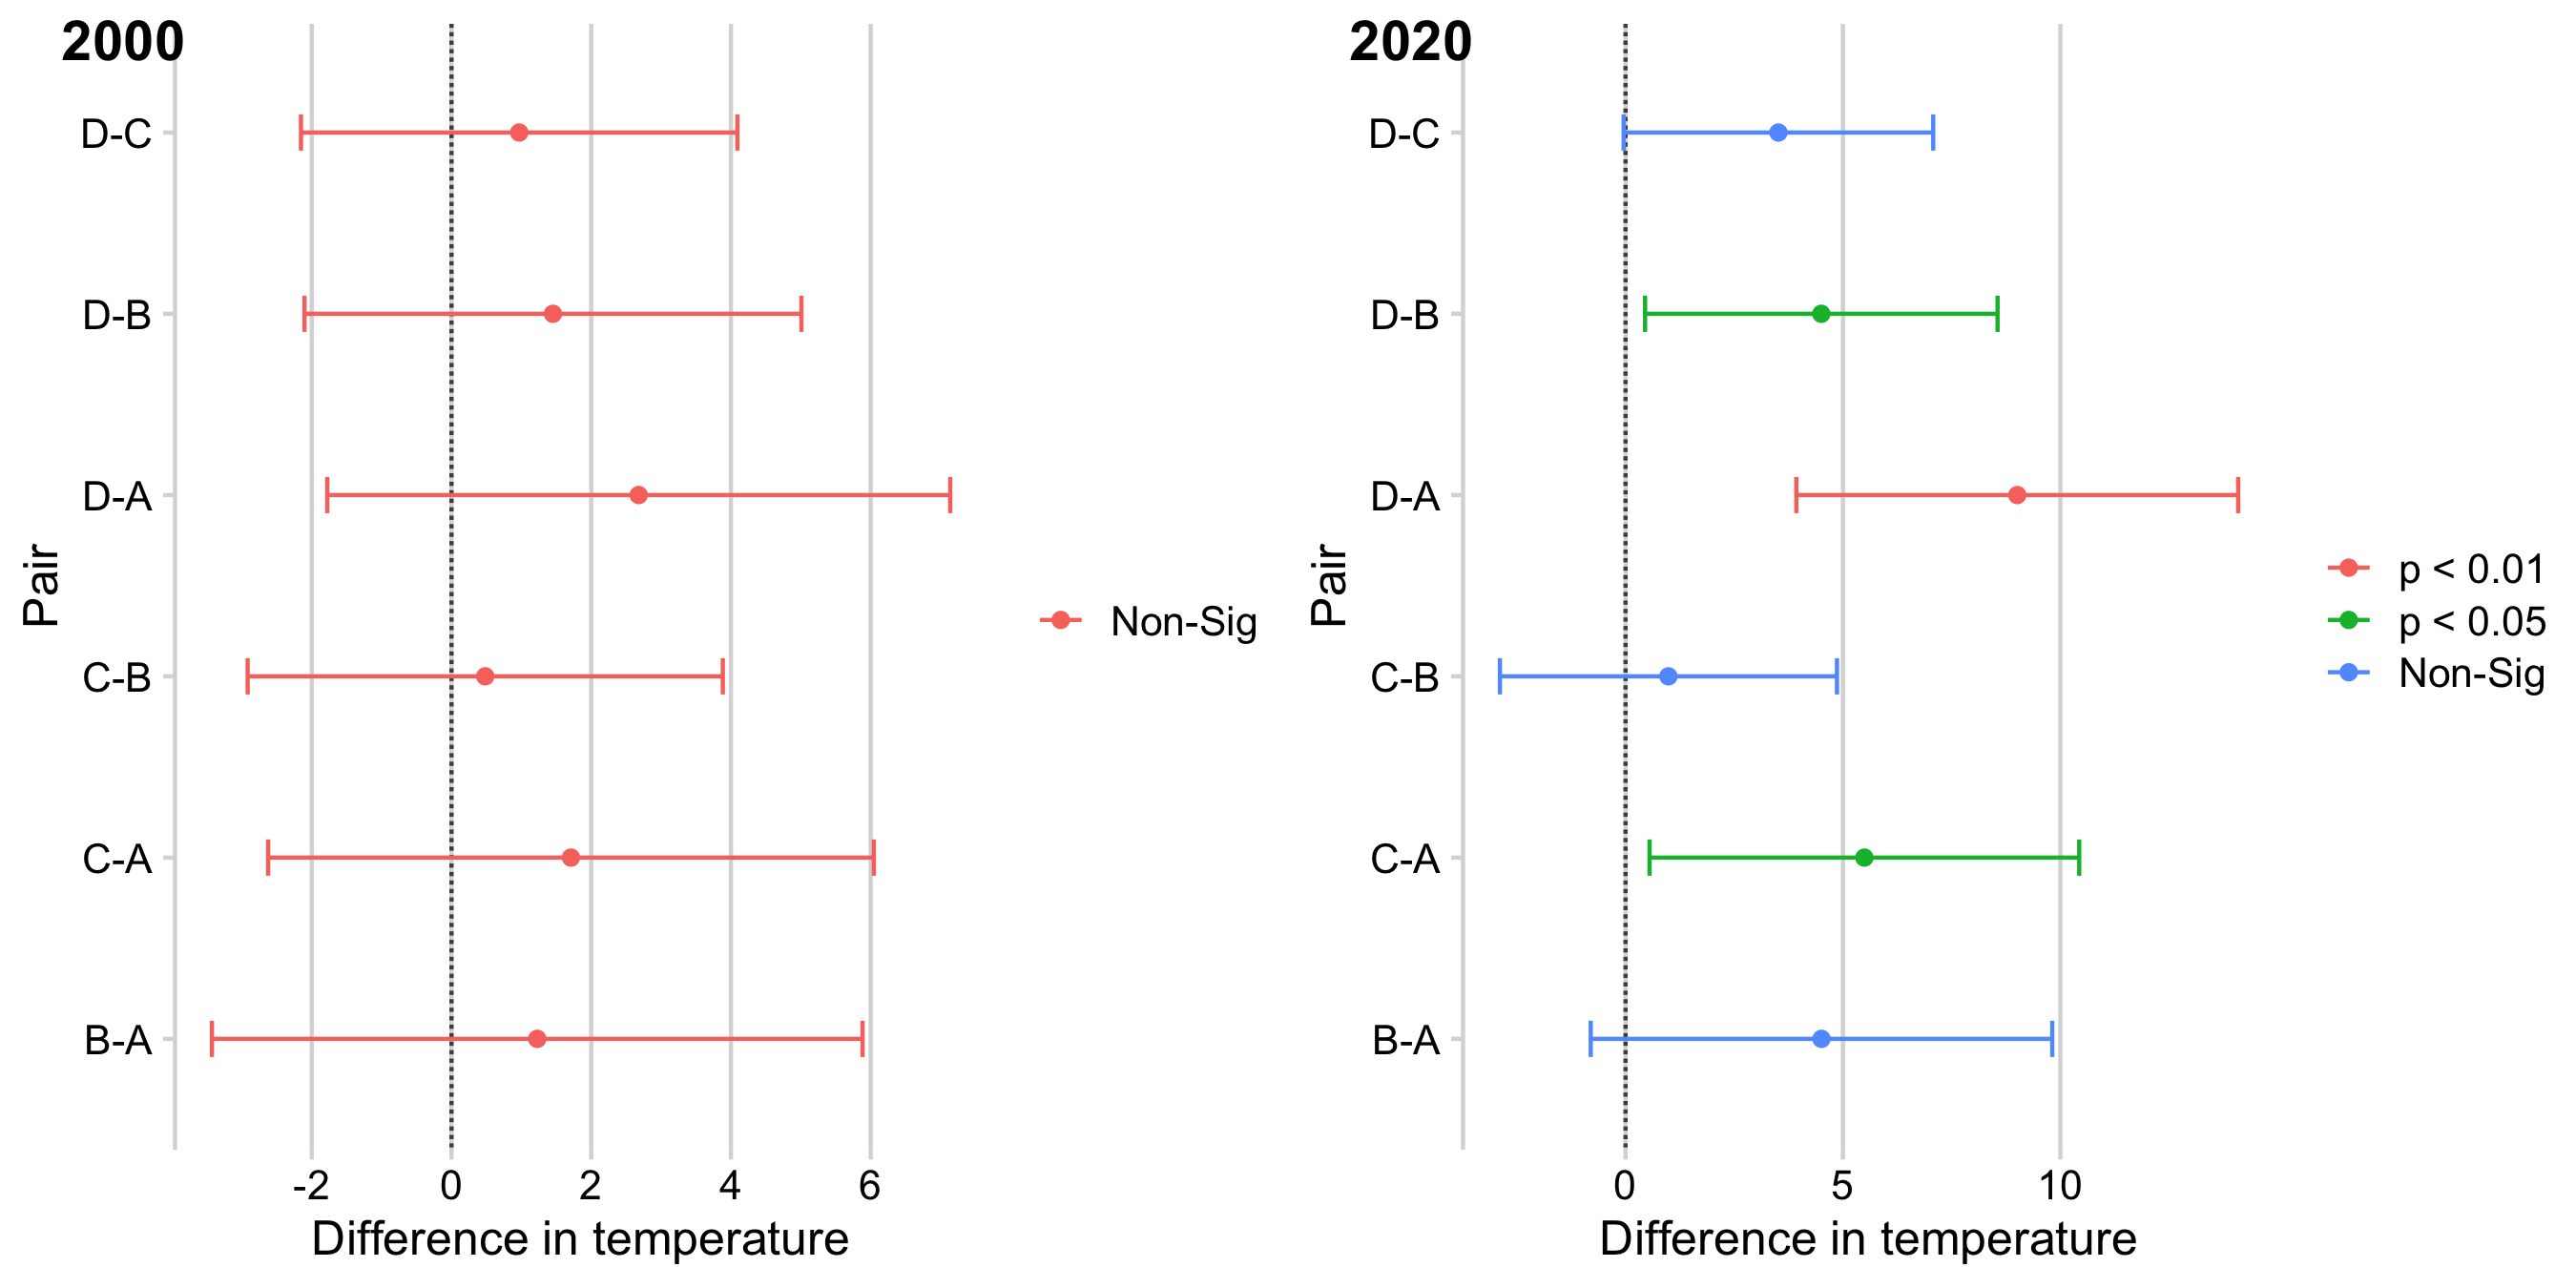 2000
D-C
D-B
D-A
C-B
C-A
B-A
Pair
-2 0 2 4 6
Difference in temperature
Non-Sig
2020
D-C
D-B
D-A
C-B
C-A
B-A
Pair
0 5 10
Difference in temperature
p < 0.01
p < 0.05
Non-Sig